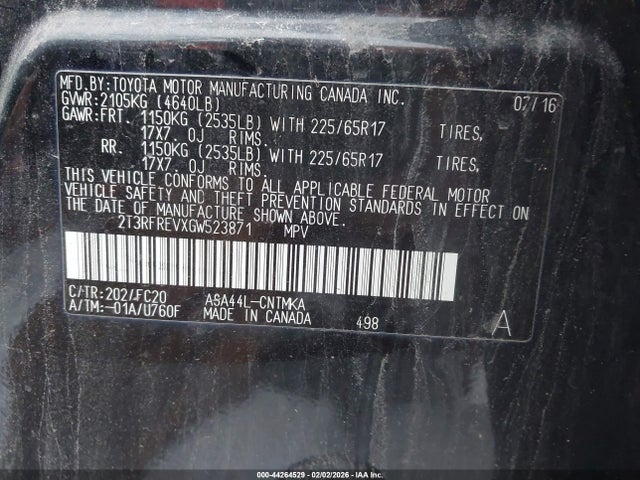 MFD.BY:TOYOTA MOTOR MANUFACTURING CANADA INC. 07/16
GVWR:2105KG (4640LB)
GAWR:FRT. 1150KG (2535LB) WITH 225/65R17 TIRES,
17X7.0J RIMS.
RR. 1150KG (2535LB) WITH 225/65R17 TIRES,
17X7.0J RIMS.
THIS VEHICLE CONFORMS TO ALL APPLICABLE FEDERAL MOTOR
VEHICLE SAFETY AND THEFT PREVENTION STANDARDS IN EFFECT ON
THE DATE OF MANUFACTURE SHOWN ABOVE.
2T3RFREVXGW523871 MPV
C/TR:202/FC20 ASA44L-CNTMKA
A/TM:-01A/U760F MADE IN CANADA 498 A
000-44264529 - 02/02/2026 - IAA Inc.